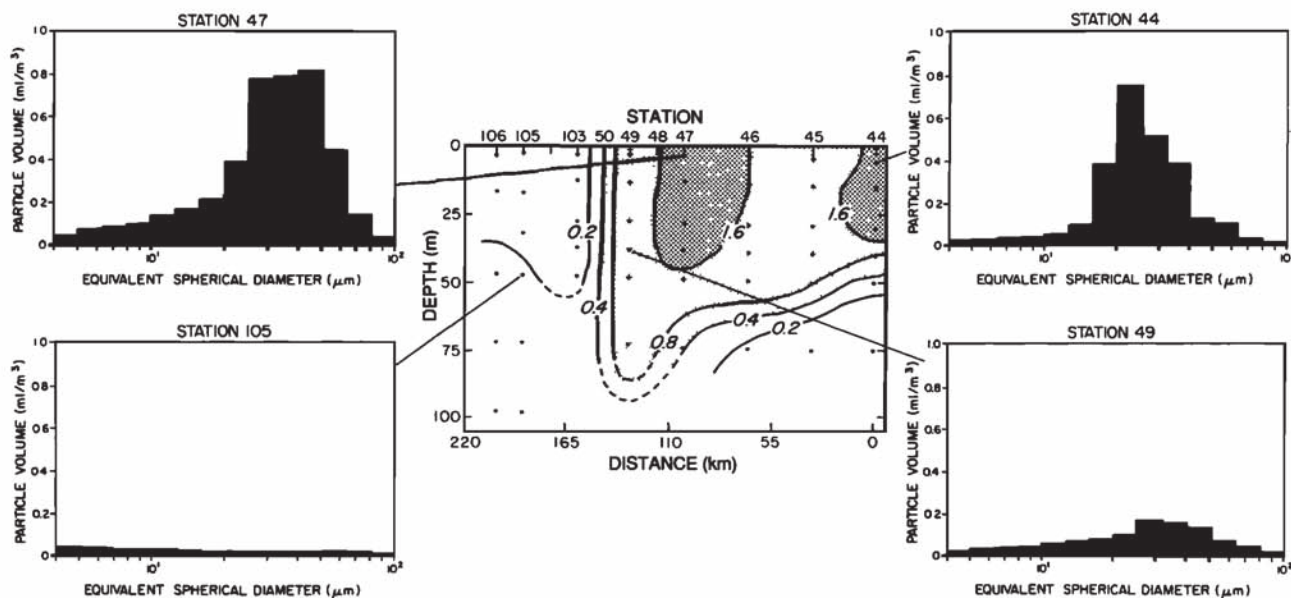 STATION 47
PARTICLE VOLUME (ml/m³)
1.0
0.8
0.6
0.4
0.2
0
10¹ 10²
EQUIVALENT SPHERICAL DIAMETER (μm)
STATION 105
PARTICLE VOLUME (ml/m³)
1.0
0.8
0.6
0.4
0.2
0
10¹ 10²
EQUIVALENT SPHERICAL DIAMETER (μm)
STATION
106 105 103 50 49 48 47 46 45 44
DEPTH (m)
0
25
50
75
100
0.2
0.4
0.8
1.6
1.6
0.4
0.2
220 165 110 55 0
DISTANCE (km)
STATION 44
PARTICLE VOLUME (ml/m³)
1.0
0.8
0.6
0.4
0.2
0
10¹ 10
EQUIVALENT SPHERICAL DIAMETER (μm)
STATION 49
PARTICLE VOLUME (ml/m³)
1.0
0.8
0.6
0.4
0.2
0
10¹ 10²
EQUIVALENT SPHERICAL DIAMETER (μm)